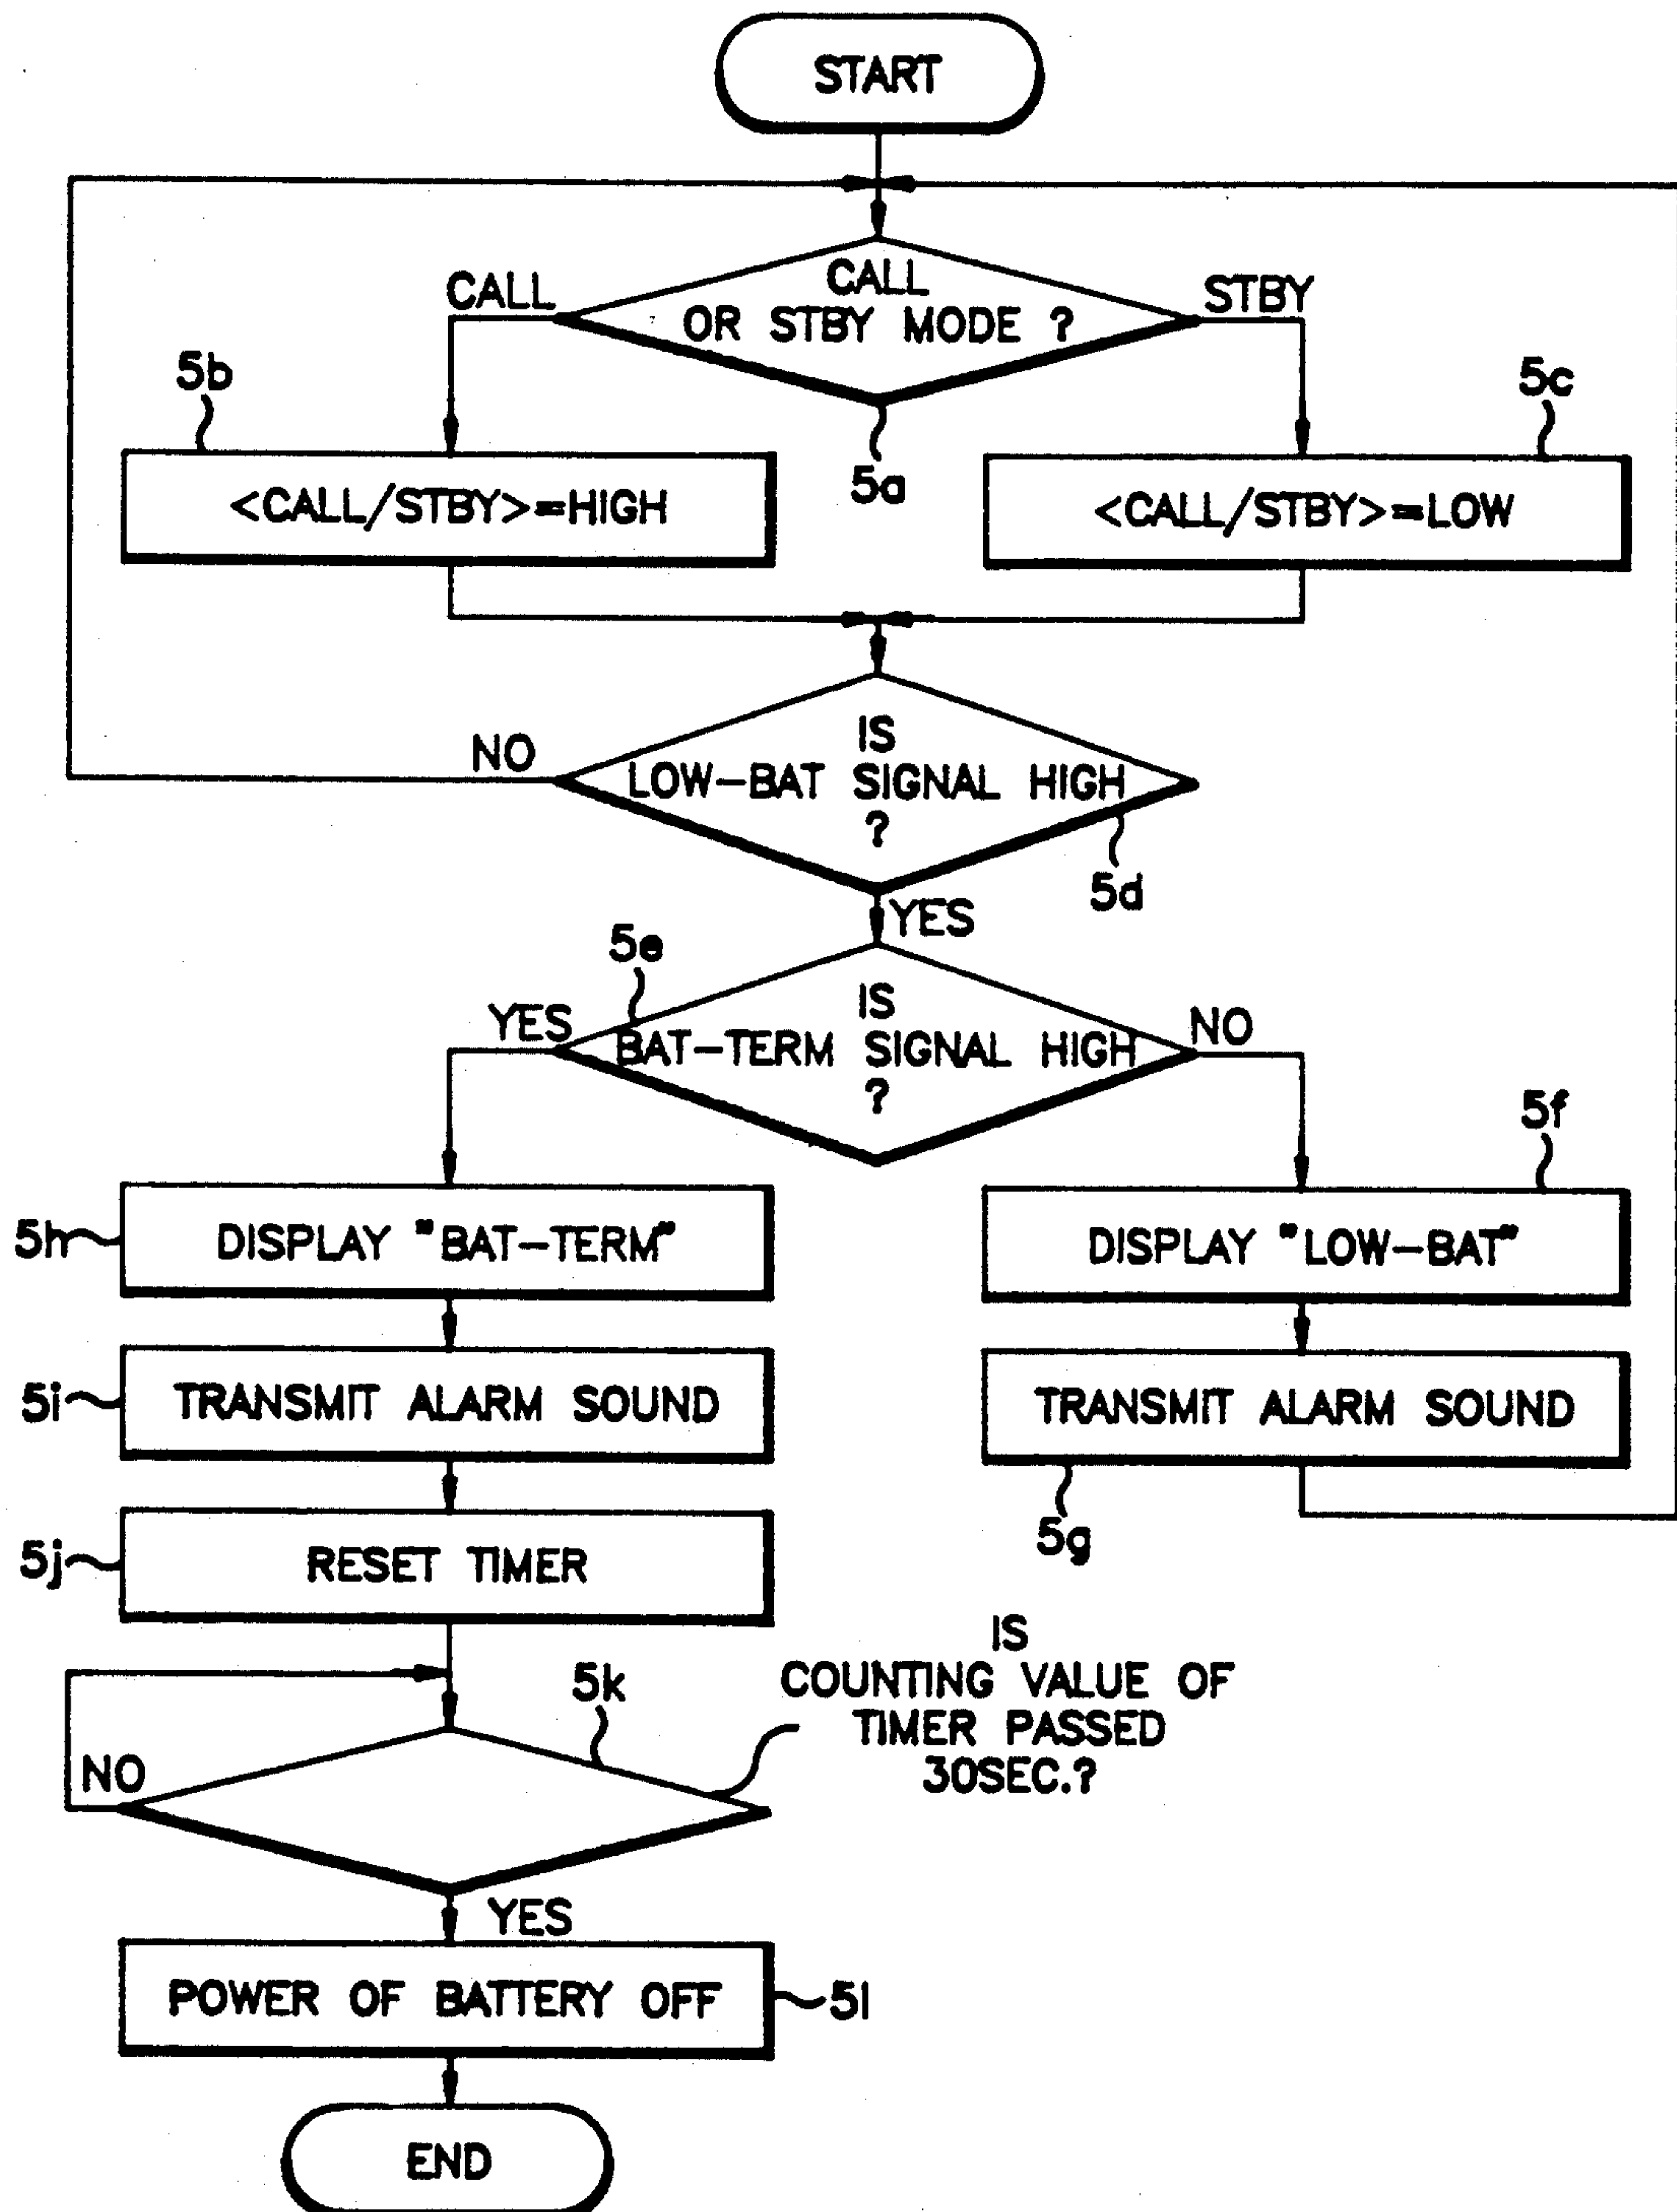 START
CALL
OR STBY MODE ?
CALL
STBY
5a
5b
<CALL/STBY>=HIGH
5c
<CALL/STBY>=LOW
IS
LOW-BAT SIGNAL HIGH
?
NO
5d
YES
5e
IS
BAT-TERM SIGNAL HIGH
?
YES
NO
5h
DISPLAY "BAT-TERM"
5f
DISPLAY "LOW-BAT"
5i
TRANSMIT ALARM SOUND
TRANSMIT ALARM SOUND
5g
5j
RESET TIMER
5k
IS
COUNTING VALUE OF
TIMER PASSED
30SEC.?
NO
YES
POWER OF BATTERY OFF
5l
END